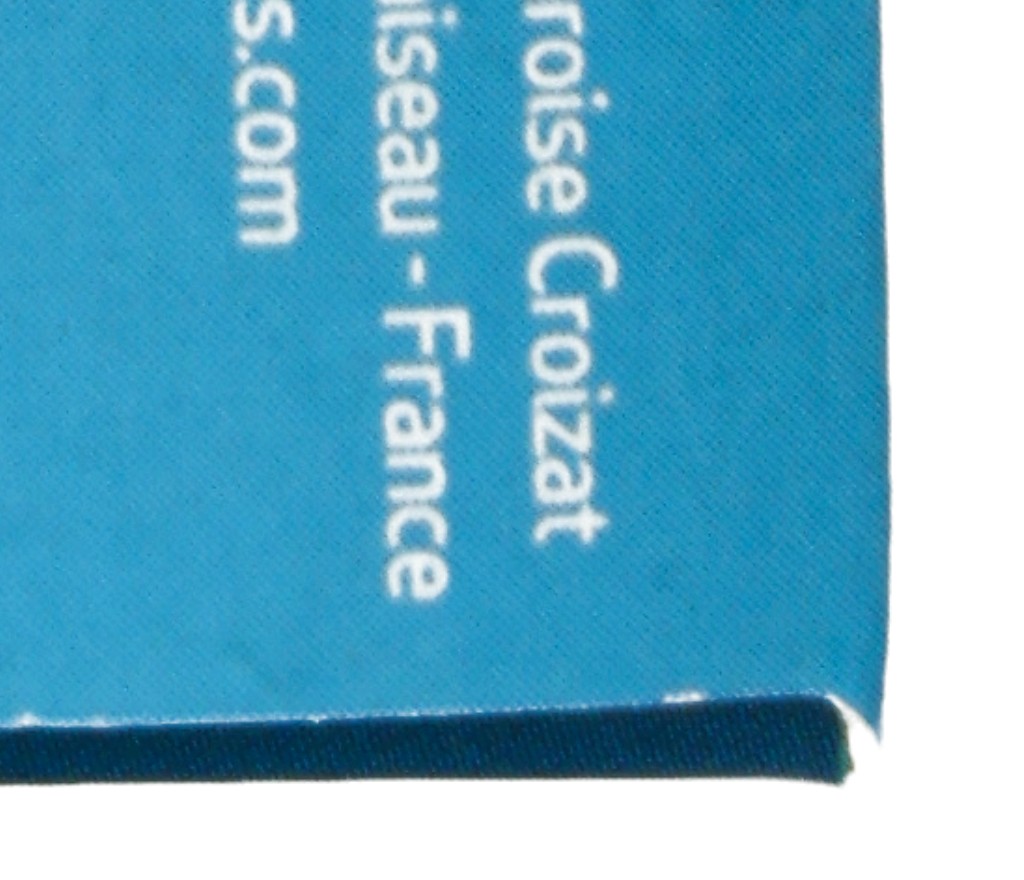 roise Croizat
iseau - France
s.com